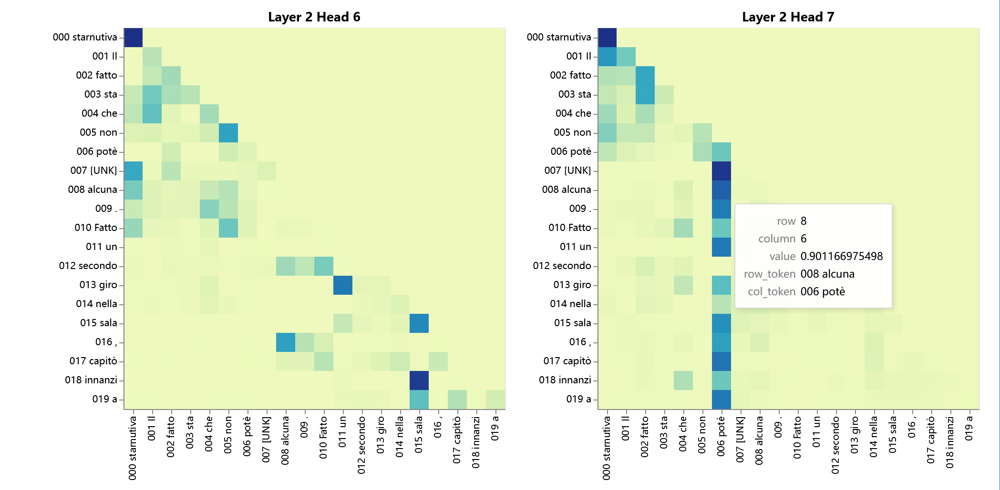 Layer 2 Head 6
000 starnutiva
001 Il
002 fatto
003 sta
004 che
005 non
006 potè
007 [UNK]
008 alcuna
009 .
010 Fatto
011 un
012 secondo
013 giro
014 nella
015 sala
016 ,
017 capitò
018 innanzi
019 a
000 starnutiva
001 Il
002 fatto
003 sta
004 che
005 non
006 potè
007 [UNK]
008 alcuna
009 .
010 Fatto
011 un
012 secondo
013 giro
014 nella
015 sala
016 ,
017 capitò
018 innanzi
019 a
Layer 2 Head 7
000 starnutiva
001 Il
002 fatto
003 sta
004 che
005 non
006 potè
007 [UNK]
008 alcuna
009 .
010 Fatto
011 un
012 secondo
013 giro
014 nella
015 sala
016 ,
017 capitò
018 innanzi
019 a
row 8
column 6
value 0.901166975498
row_token 008 alcuna
col_token 006 potè
000 starnutiva
001 Il
002 fatto
003 sta
004 che
005 non
006 potè
007 [UNK]
008 alcuna
009 .
010 Fatto
011 un
012 secondo
013 giro
014 nella
015 sala
016 ,
017 capitò
018 innanzi
019 a